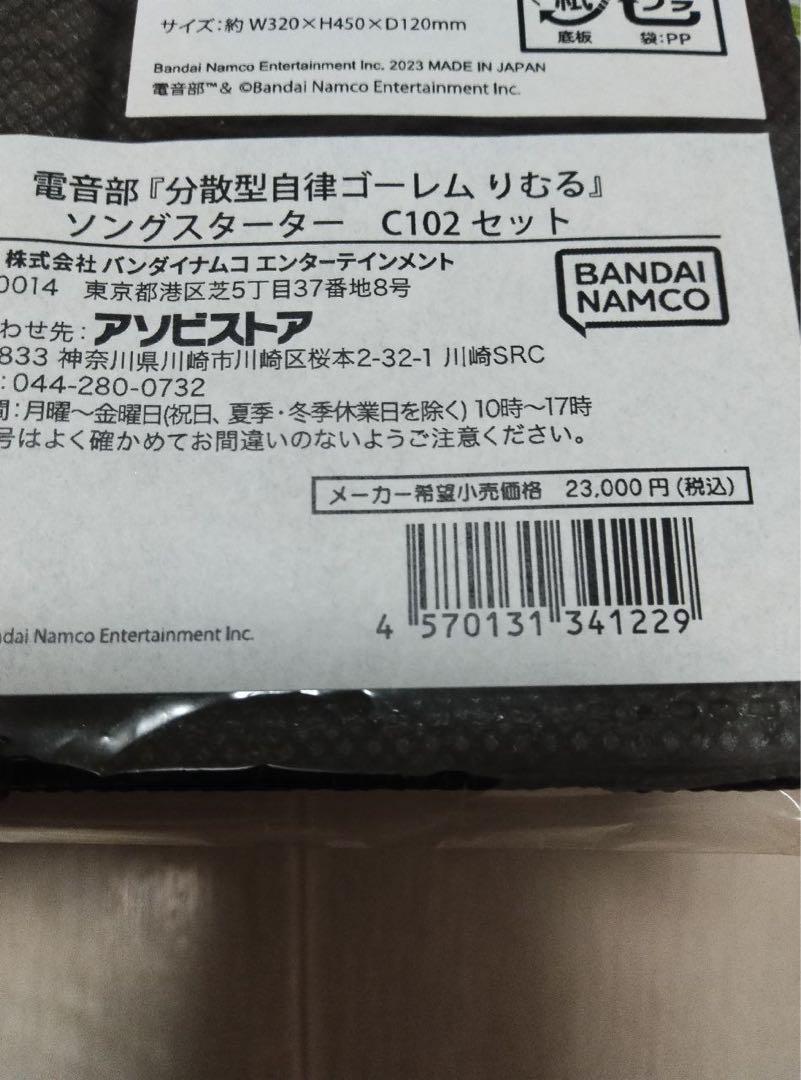 サイズ:約 W320×H450×D120mm
紙
プラ
底板
袋:PP
Bandai Namco Entertainment Inc. 2023 MADE IN JAPAN
電音部™& ©Bandai Namco Entertainment Inc.
電音部『分散型自律ゴーレム りむる』
ソングスターター C102 セット
株式会社 バンダイナムコ エンターテインメント
0014 東京都港区芝5丁目37番地8号
BANDAI
NAMCO
わせ先:アソビストア
833 神奈川県川崎市川崎区桜本2-32-1 川崎SRC
:044-280-0732
間:月曜〜金曜日(祝日、夏季・冬季休業日を除く) 10時〜17時
号はよく確かめてお間違いのないようご注意ください。
メーカー希望小売価格 23,000円(税込)
4 570131 341229
dai Namco Entertainment Inc.